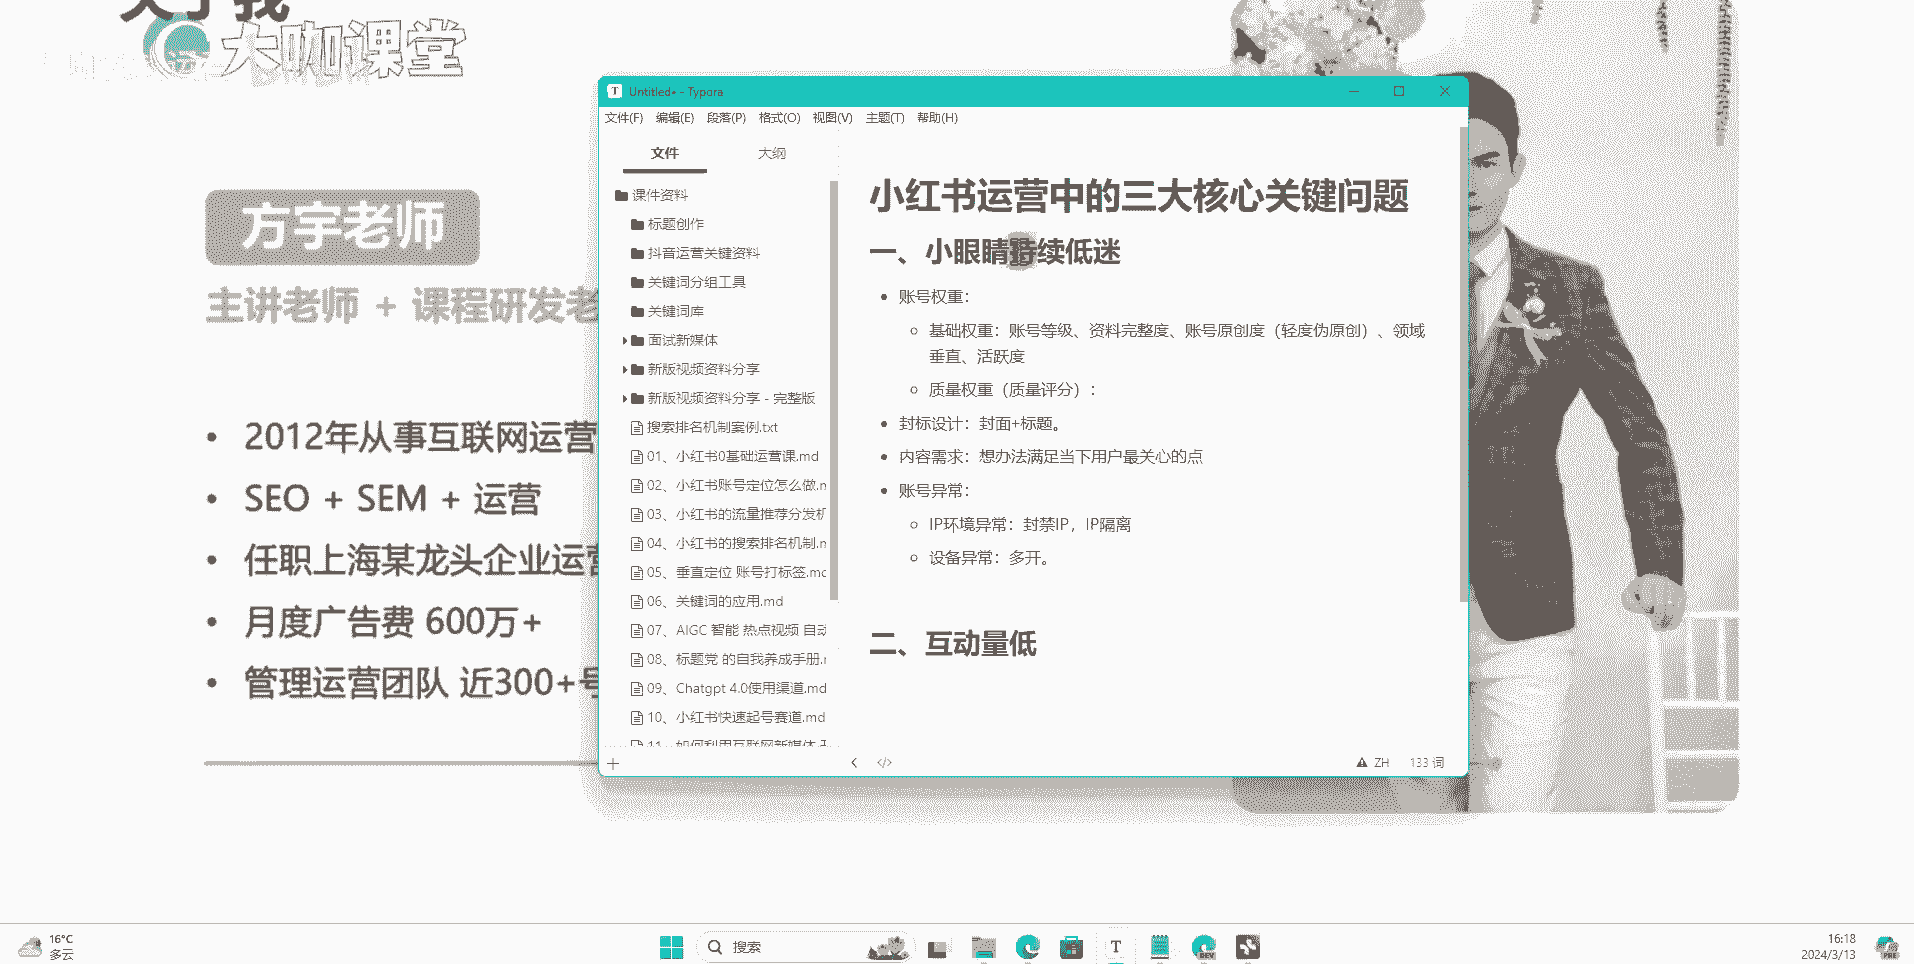 关于我
大咖课堂
方宇老师
主讲老师 + 课程研发老
2012年从事互联网运营
SEO + SEM + 运营
任职上海某龙头企业运营
月度广告费 600万+
管理运营团队 近300+号
Untitled• - Typora
文件(F) 编辑(E) 段落(P) 格式(O) 视图(V) 主题(T) 帮助(H)
文件 大纲
课件资料
标题创作
抖音运营关键资料
关键词分组工具
关键词库
面试新媒体
新版视频资料分享
新版视频资料分享 - 完整版
搜索排名机制案例.txt
01、小红书0基础运营课.md
02、小红书账号定位怎么做.m
03、小红书的流量推荐分发机
04、小红书的搜索排名机制.m
05、垂直定位 账号打标签.md
06、关键词的应用.md
07、AIGC 智能 热点视频 自动
08、标题党 的自我养成手册.m
09、Chatgpt 4.0使用渠道.md
10、小红书快速起号赛道.md
11、如何利用互联网新媒体
小红书运营中的三大核心关键问题
一、小眼睛持续低迷
账号权重：
基础权重：账号等级、资料完整度、账号原创度（轻度伪原创）、领域
垂直、活跃度
质量权重（质量评分）：
封标设计：封面+标题。
内容需求：想办法满足当下用户最关心的点
账号异常：
IP环境异常：封禁IP，IP隔离
设备异常：多开。
二、互动量低
ZH 133 词
16°C
多云
搜索
DEV
16:18
2024/3/13
PRE